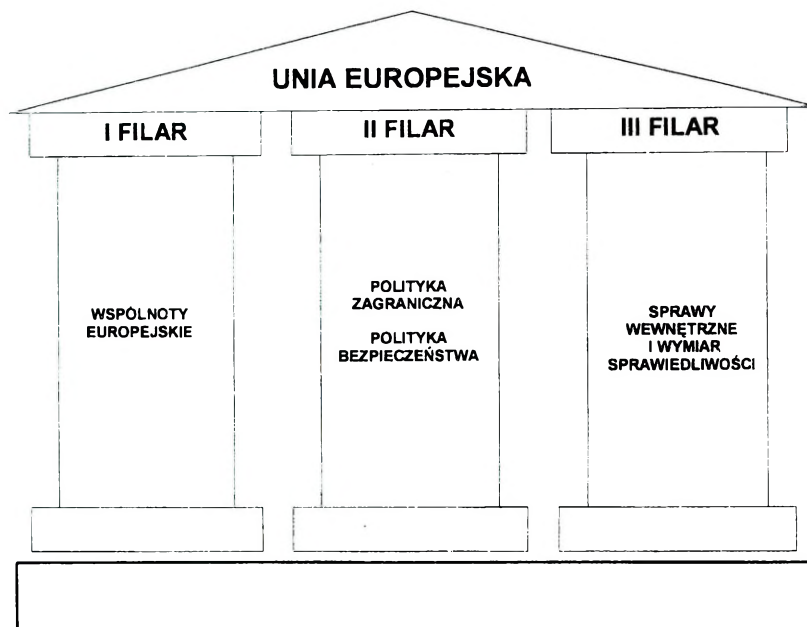 UNIA EUROPEJSKA
I FILAR
II FILAR
III FILAR
WSPÓLNOTY
EUROPEJSKIE
POLITYKA
ZAGRANICZNA
POLITYKA
BEZPIECZEŃSTWA
SPRAWY
WEWNĘTRZNE
I WYMIAR
SPRAWIEDLIWOŚCI